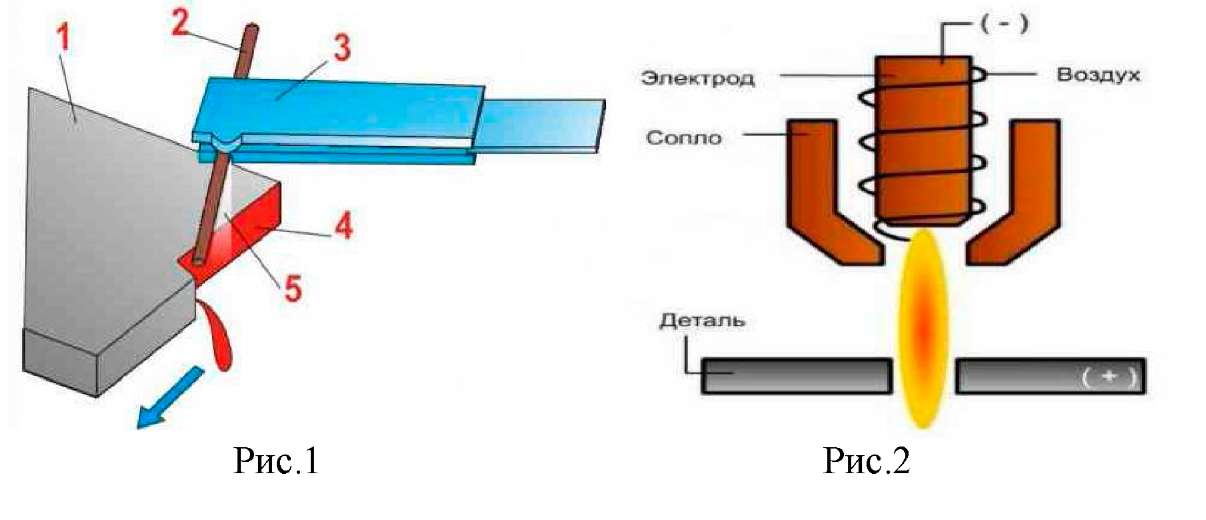 1
2
3
4
5
Рис.1
( - )
Электрод
Воздух
Сопло
Деталь
( + )
Рис.2